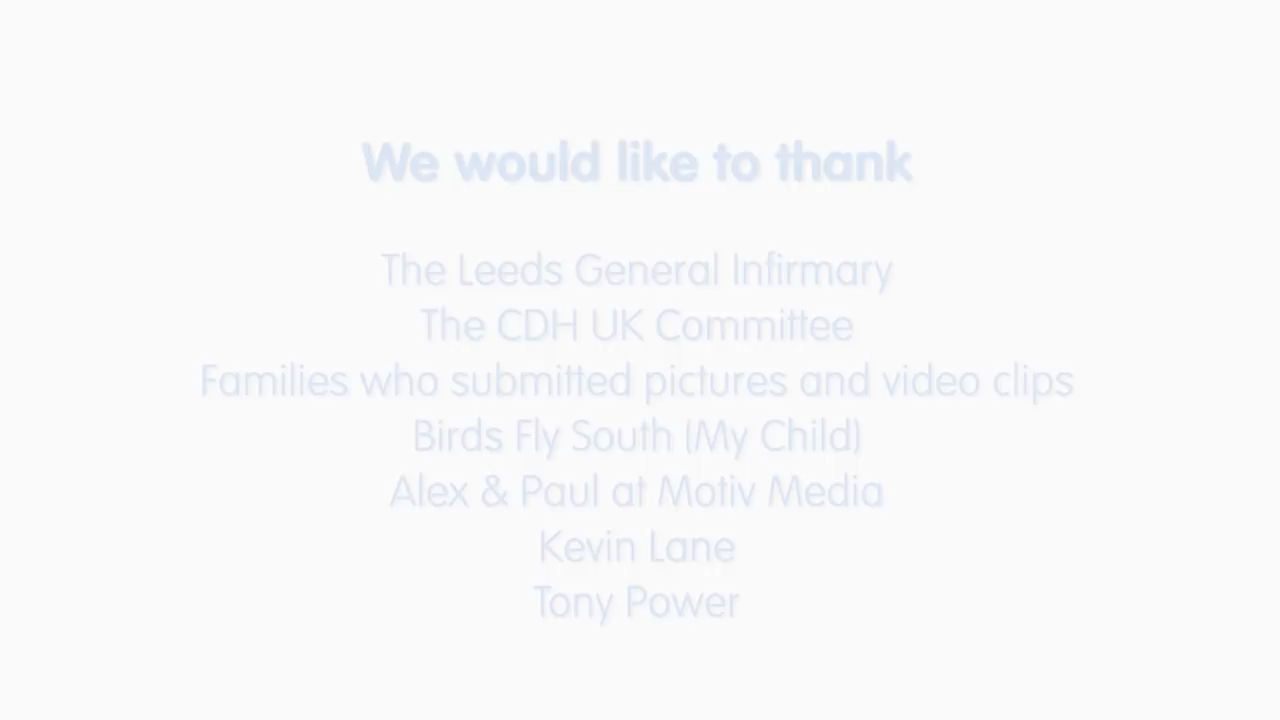 We would like to thank
The Leeds General Infirmary
The CDH UK Committee
Families who submitted pictures and video clips
Birds Fly South (My Child)
Alex & Paul at Motiv Media
Kevin Lane
Tony Power